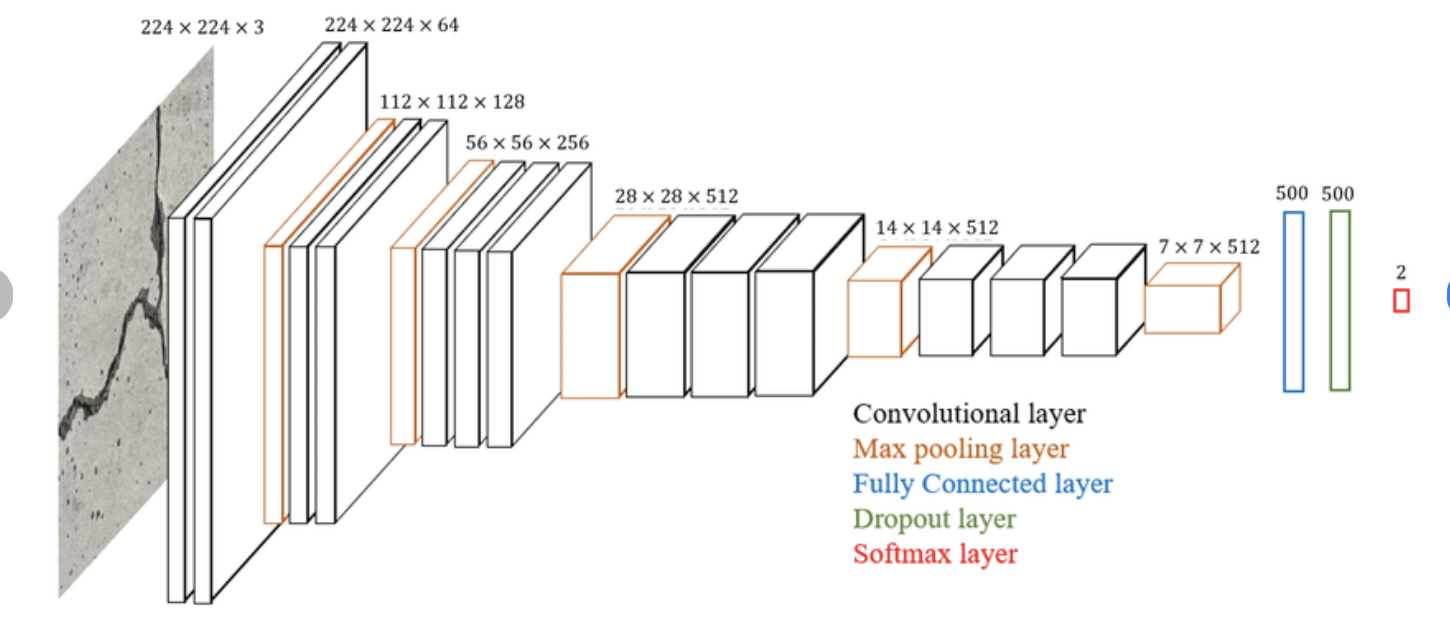 224 × 224 × 3
224 × 224 × 64
112 × 112 × 128
56 × 56 × 256
28 × 28 × 512
14 × 14 × 512
7 × 7 × 512
500
500
2
Convolutional layer
Max pooling layer
Fully Connected layer
Dropout layer
Softmax layer